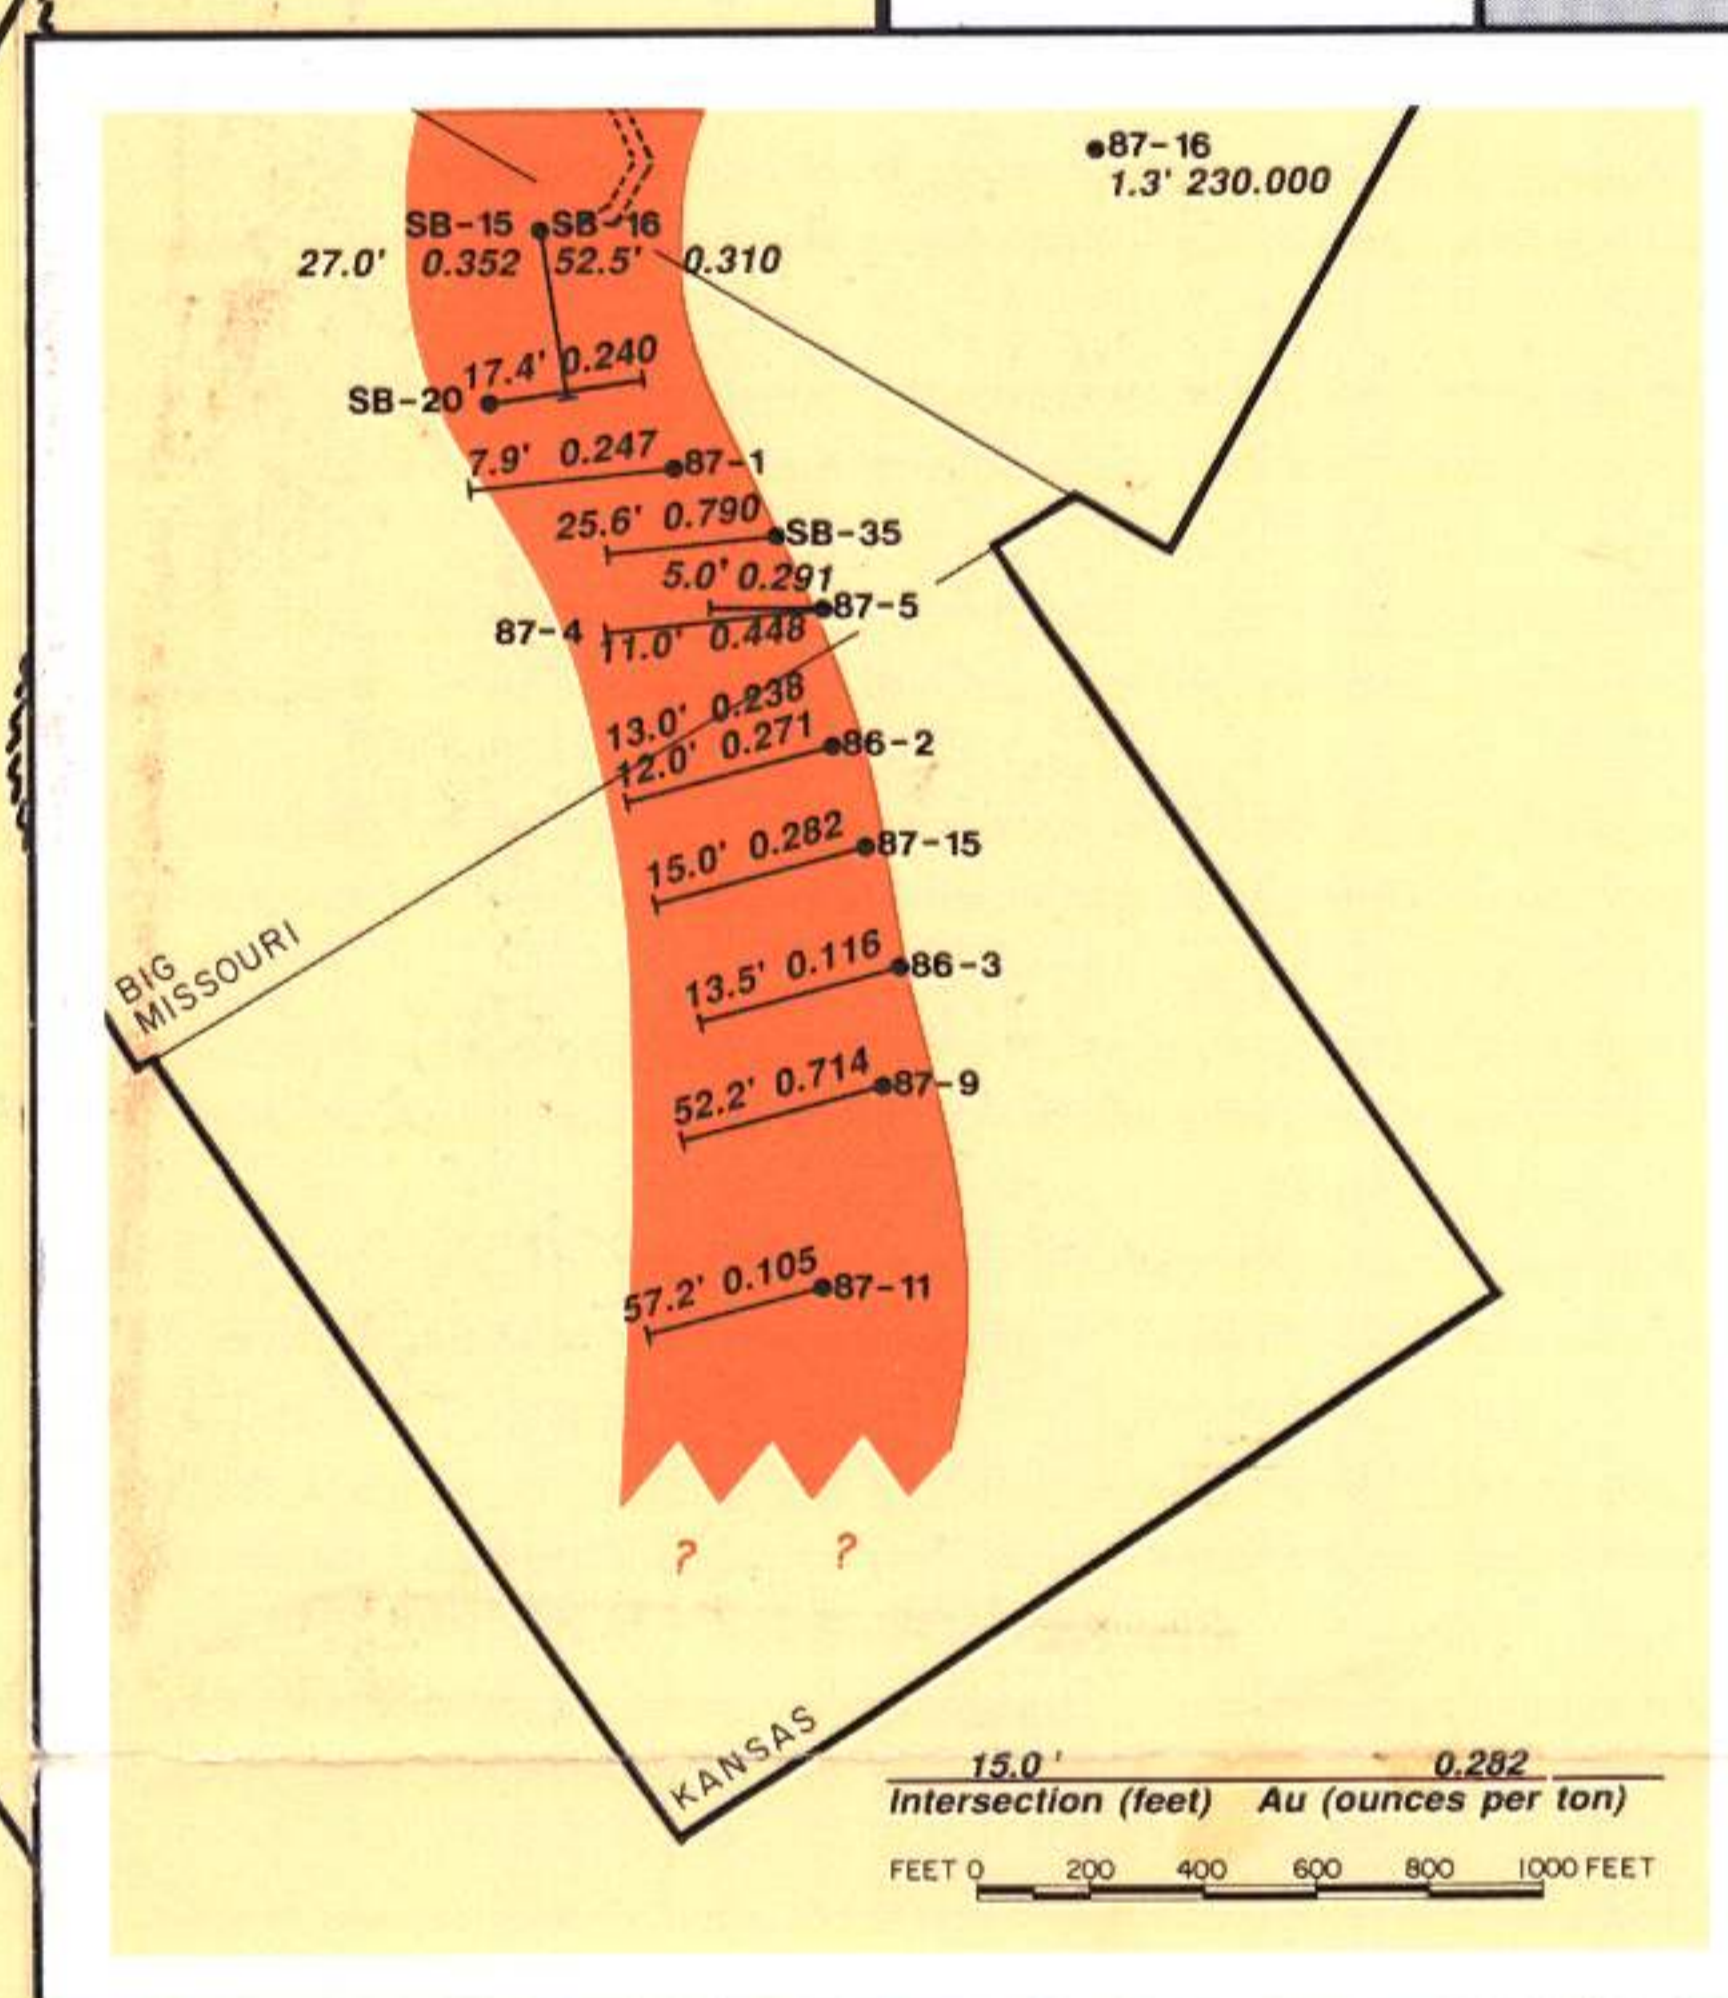 87-16
1.3' 230.000
SB-15 SB-16
27.0' 0.352 52.5' 0.310
17.4' 0.240
SB-20
7.9' 0.247 87-1
25.6' 0.790 SB-35
5.0' 0.291
87-5
87-4
11.0' 0.448
13.0' 0.238
12.0' 0.271 86-2
15.0' 0.282 87-15
BIG
MISSOURI
13.5' 0.116 86-3
52.2' 0.714 87-9
57.2' 0.105 87-11
? ?
KANSAS
15.0' 0.282
Intersection (feet) Au (ounces per ton)
FEET 0 200 400 600 800 1000 FEET